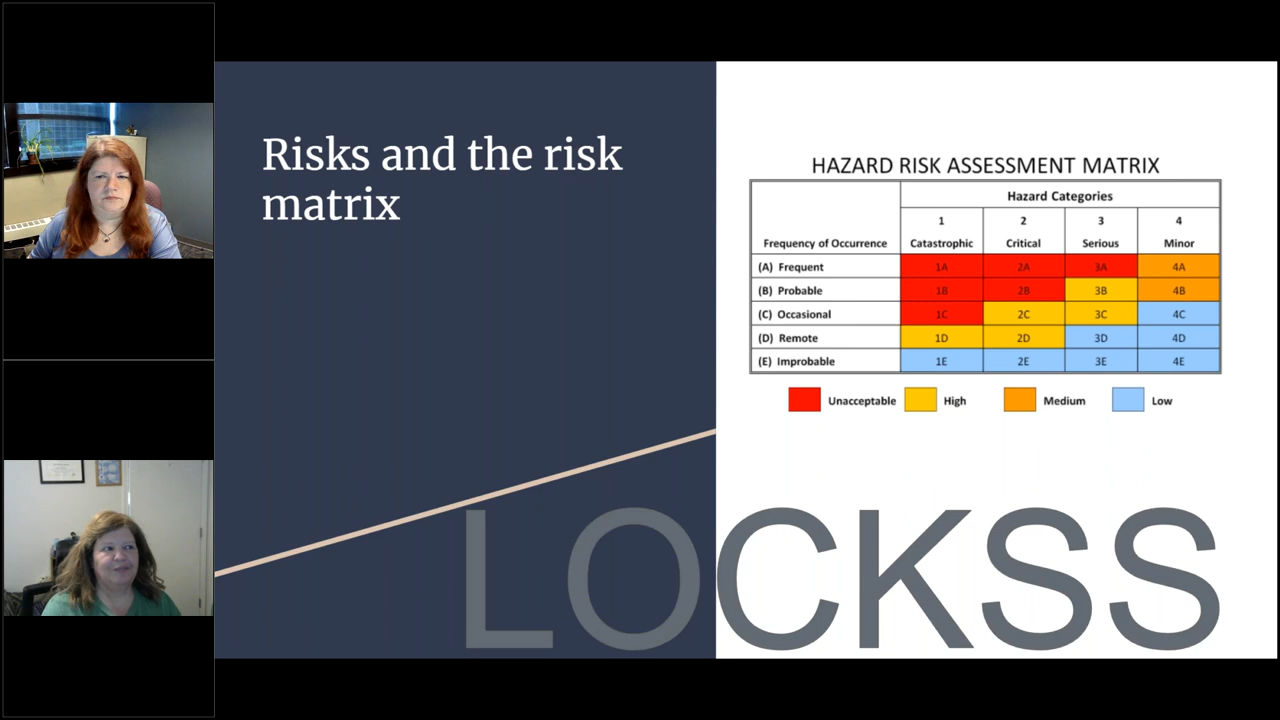 Risks and the risk
matrix
HAZARD RISK ASSESSMENT MATRIX
Hazard Categories
1 2 3 4
Frequency of Occurrence Catastrophic Critical Serious Minor
(A) Frequent 1A 2A 3A 4A
(B) Probable 1B 2B 3B 4B
(C) Occasional 1C 2C 3C 4C
(D) Remote 1D 2D 3D 4D
(E) Improbable 1E 2E 3E 4E
Unacceptable High Medium Low
LOCKSS